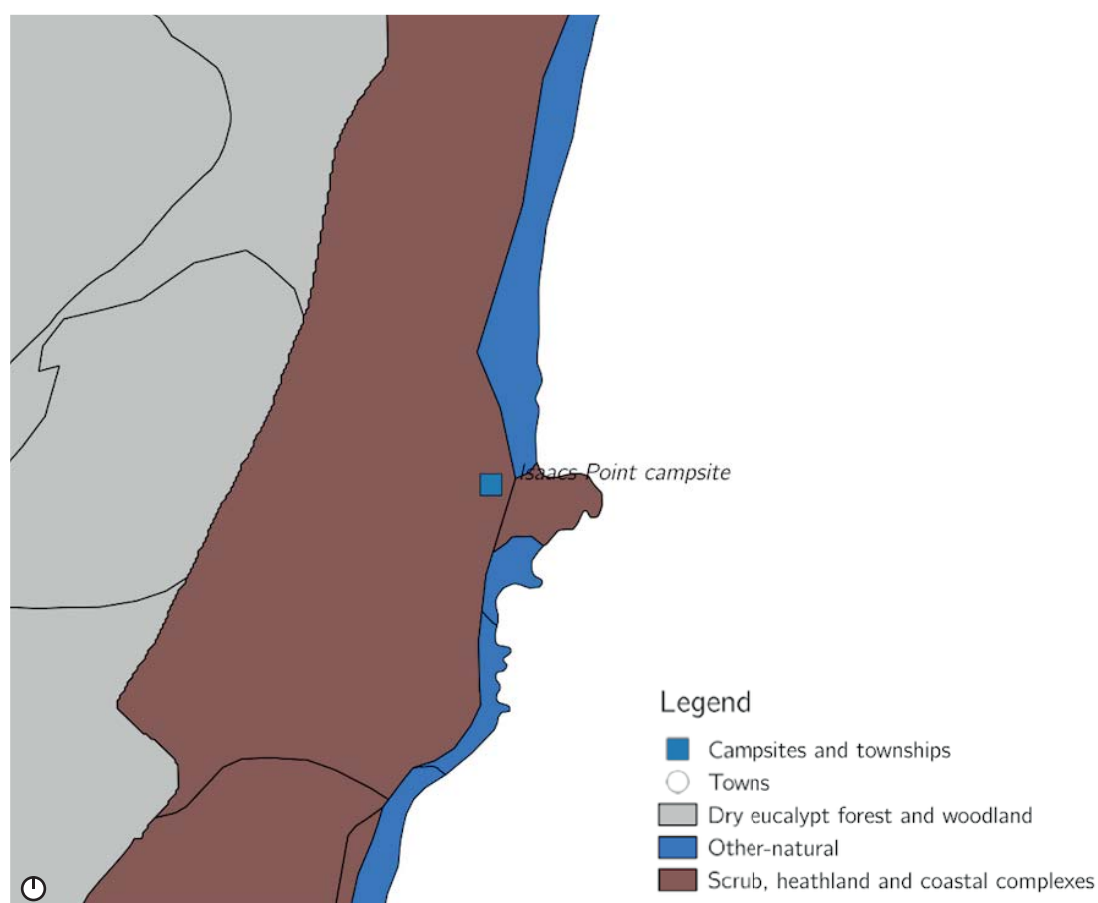 Isaacs Point campsite
Legend
Campsites and townships
Towns
Dry eucalypt forest and woodland
Other-natural
Scrub, heathland and coastal complexes